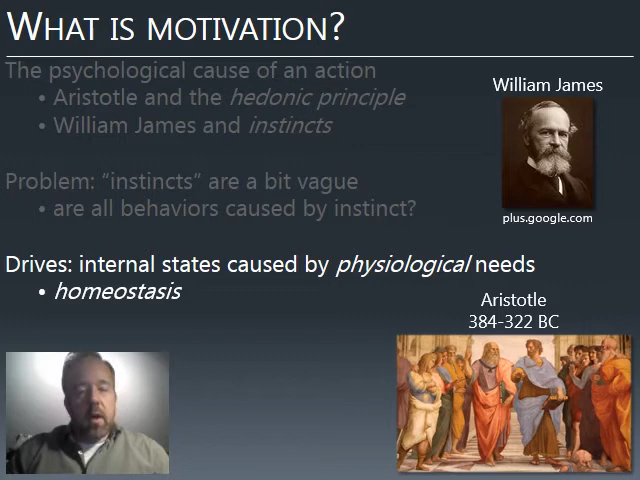 WHAT IS MOTIVATION?
The psychological cause of an action
• Aristotle and the hedonic principle
• William James and instincts
Problem: “instincts” are a bit vague
• are all behaviors caused by instinct?
Drives: internal states caused by physiological needs
• homeostasis
William James
plus.google.com
Aristotle
384-322 BC